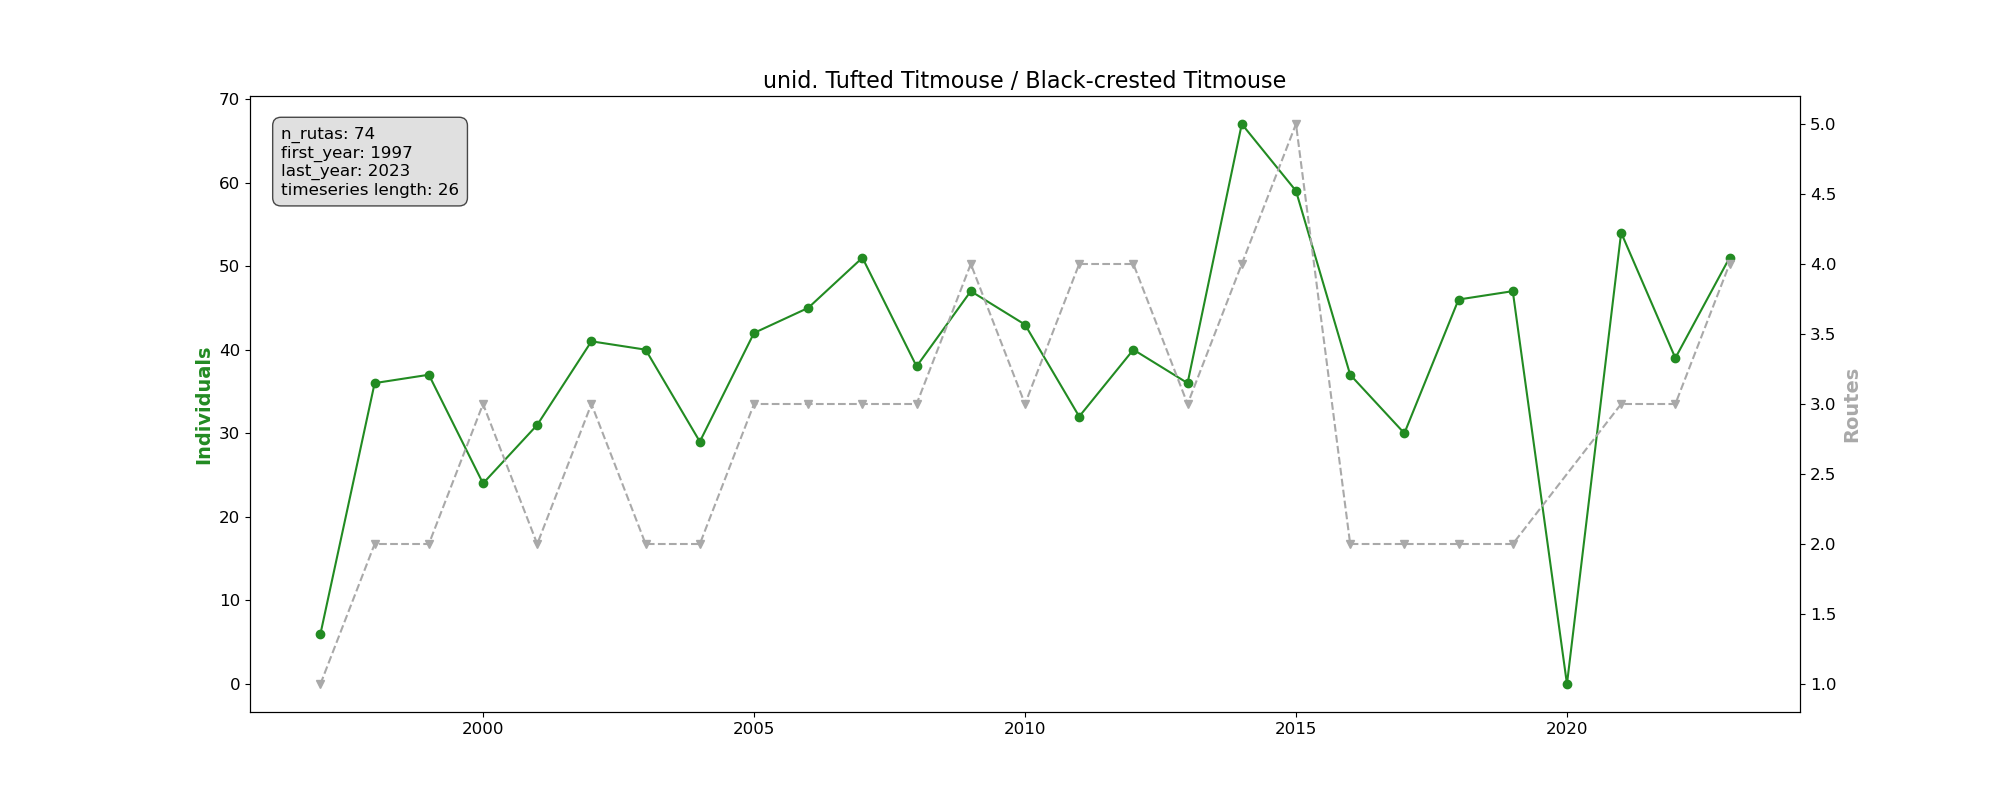 unid. Tufted Titmouse / Black-crested Titmouse
n_rutas: 74
first_year: 1997
last_year: 2023
timeseries length: 26
Individuals
70
60
50
40
30
20
10
0
5.0
4.5
4.0
3.5
3.0
2.5
2.0
1.5
1.0
Routes
2000 2005 2010 2015 2020